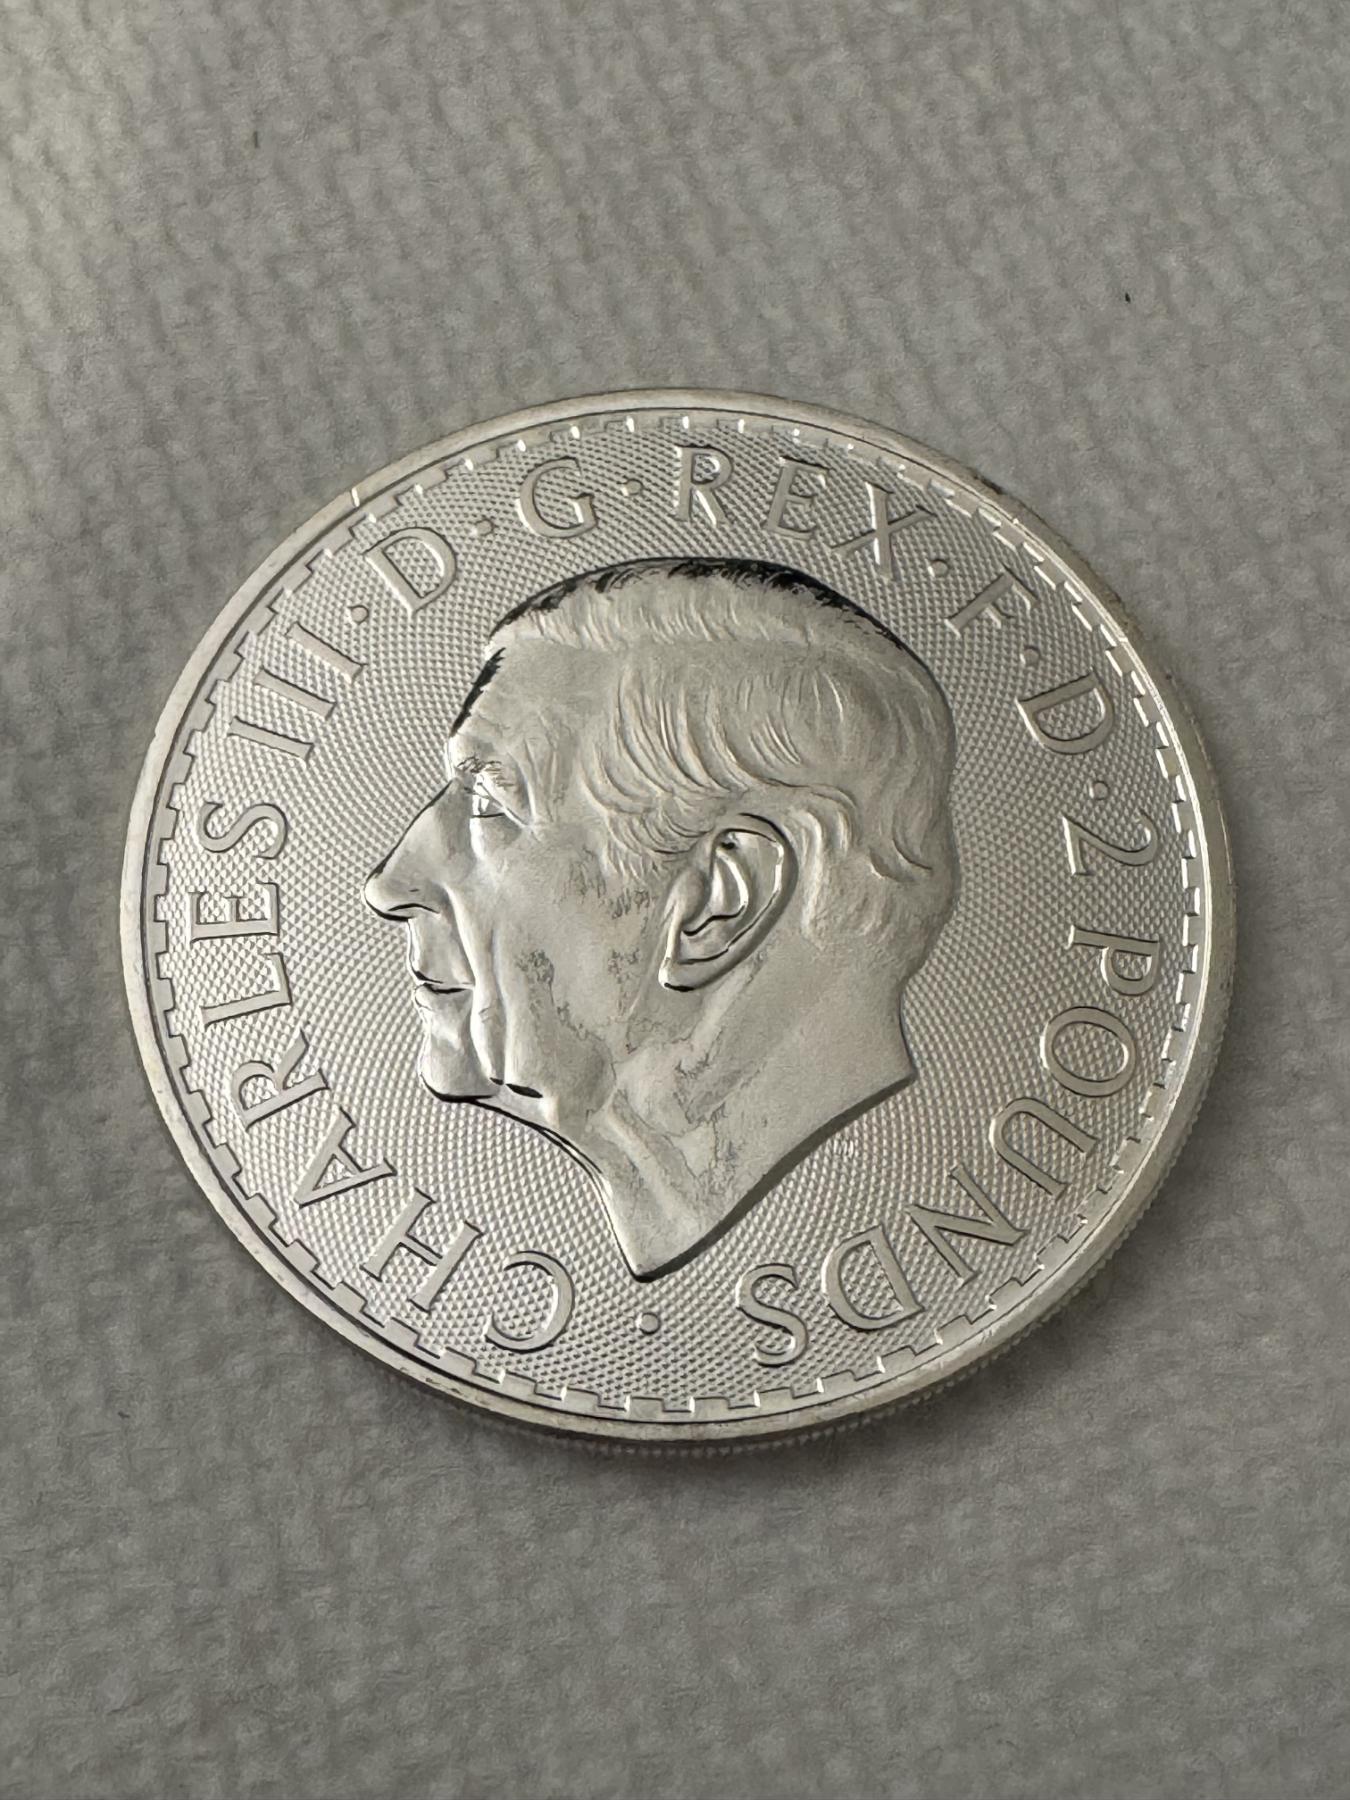 CHARLES III · D · G · REX · F · D · 2 POUNDS ·